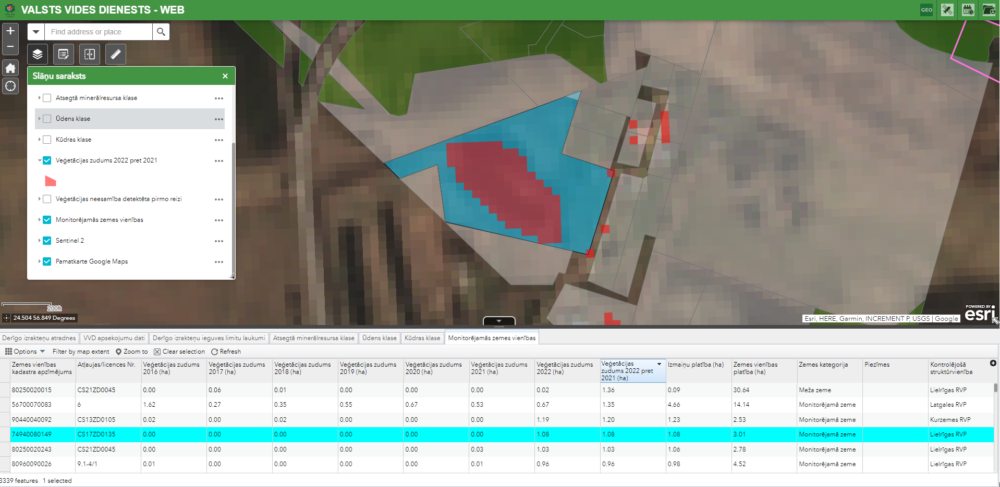 VALSTS VIDES DIENESTS - WEB
GEO
Find address or place
Slāņu saraksts
Atsegtā minerālresursa klase
Ūdens klase
Kūdras klase
Veģetācijas zudums 2022 pret 2021
Veģetācijas neesamība detektēta pirmo reizi
Monitorējamās zemes vienības
Sentinel 2
Pamatkarte Google Maps
200ft
24.504 56.849 Degrees
POWERED BY
esri
Esri, HERE, Garmin, INCREMENT P, USGS | Google
Derīgo izrakteņu atradnes VVD apsekojumu dati Derīgo izrakteņu ieguves limitu laukumi Atsegtā minerālresursa klase Ūdens klase Kūdras klase Monitorējamās zemes vienības
Options Filter by map extent Zoom to Clear selection Refresh
Zemes vienības kadastra apzīmējums Atļaujas/licences Nr. Veģetācijas zudums 2016 (ha) Veģetācijas zudums 2017 (ha) Veģetācijas zudums 2018 (ha) Veģetācijas zudums 2019 (ha) Veģetācijas zudums 2020 (ha) Veģetācijas zudums 2021 (ha) Veģetācijas zudums 2022 (ha) Veģetācijas zudums 2022 pret 2021 (ha) Izmaiņu platība (ha) Zemes vienības platība (ha) Zemes kategorija Piezīmes Kontrolējošā struktūrvienība
80250020015 CS21ZD0045 0.00 0.06 0.01 0.00 0.00 0.00 0.02 1.36 0.09 30.64 Meža zeme Lielrīgas RVP
56700070083 6 1.62 0.27 0.35 0.55 0.67 0.53 0.67 1.35 4.66 14.14 Monitorējamā zeme Latgales RVP
90440040092 CS13ZD0105 0.02 0.00 0.02 0.00 0.00 0.00 1.19 1.20 1.23 2.53 Monitorējamā zeme Kurzemes RVP
74940080149 CS17ZD0135 0.00 0.00 0.00 0.00 0.00 0.00 1.08 1.08 1.08 3.01 Monitorējamā zeme Lielrīgas RVP
80250020243 CS21ZD0045 0.00 0.00 0.00 0.00 0.00 0.03 1.03 1.03 1.06 2.78 Monitorējamā zeme Lielrīgas RVP
80960090026 9.1-4/1 0.01 0.00 0.00 0.00 0.00 0.01 0.96 0.96 0.98 4.52 Monitorējamā zeme Lielrīgas RVP
3339 features 1 selected